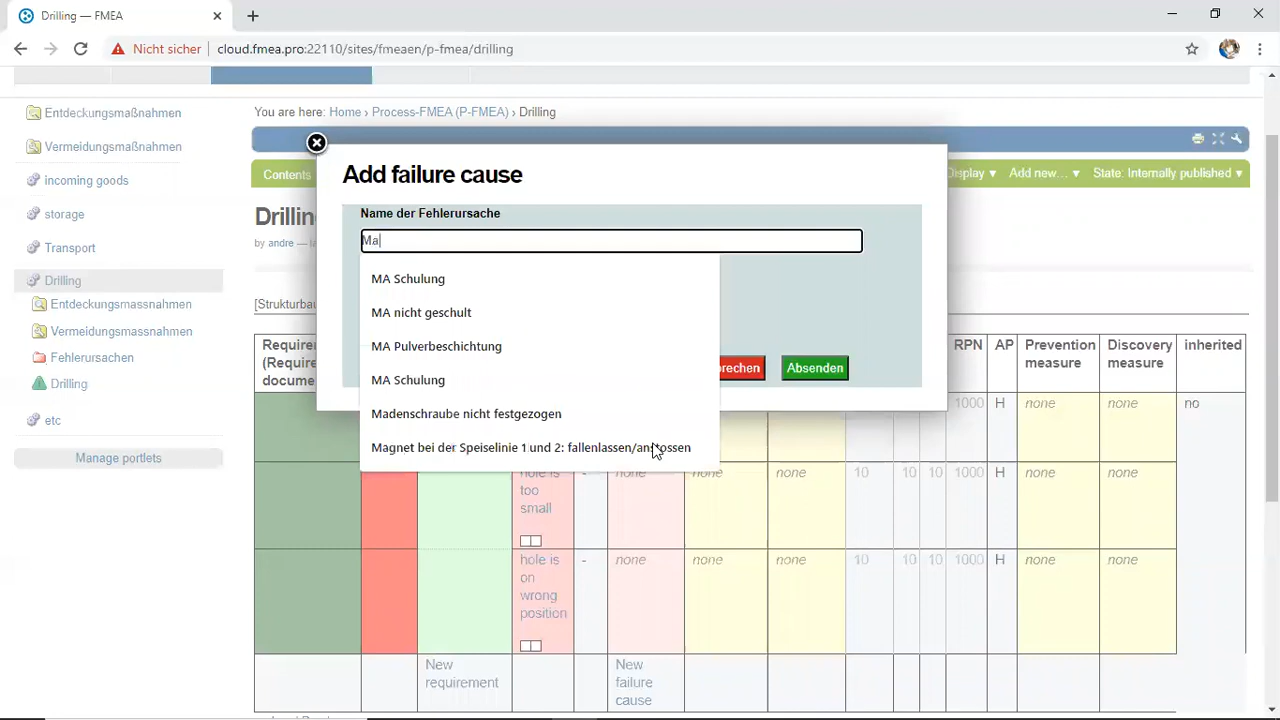 Drilling — FMEA
Nicht sicher
cloud.fmea.pro:22110/sites/fmeaen/p-fmea/drilling
Entdeckungsmaßnahmen
Vermeidungsmaßnahmen
incoming goods
storage
Transport
Drilling
Entdeckungsmassnahmen
Vermeidungsmassnahmen
Fehlerursachen
Drilling
etc
Manage portlets
You are here: Home › Process-FMEA (P-FMEA) › Drilling
Contents
Display ▾
Add new… ▾
State: Internally published ▾
by andre —
Add failure cause
Name der Fehlerursache
Ma
MA Schulung
MA nicht geschult
MA Pulverbeschichtung
MA Schulung
Madenschraube nicht festgezogen
Magnet bei der Speiselinie 1 und 2: fallenlassen/anstossen
Absenden
RPN AP Prevention measure Discovery measure inherited
1000 H none none no
hole is
too
small
- none none none 10 10 10 1000 H none none
hole is
on
wrong
position
- none none none 10 10 10 1000 H none none
New
requirement
New
failure
cause